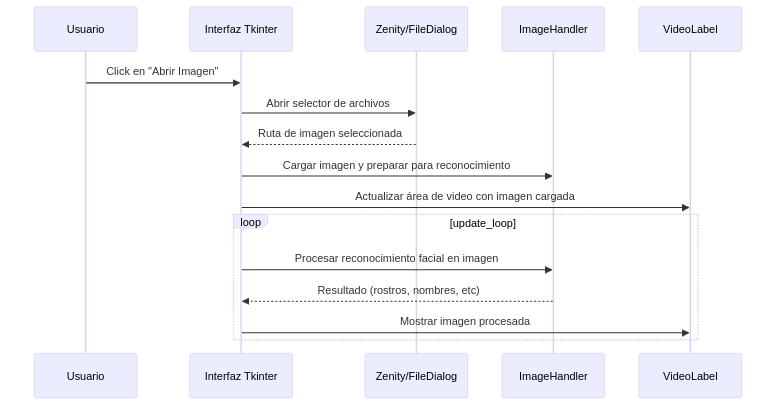 Usuario
Interfaz Tkinter
Zenity/FileDialog
ImageHandler
VideoLabel
Click en "Abrir Imagen"
Abrir selector de archivos
Ruta de imagen seleccionada
Cargar imagen y preparar para reconocimiento
Actualizar área de video con imagen cargada
loop
[update_loop]
Procesar reconocimiento facial en imagen
Resultado (rostros, nombres, etc)
Mostrar imagen procesada
Usuario
Interfaz Tkinter
Zenity/FileDialog
ImageHandler
VideoLabel